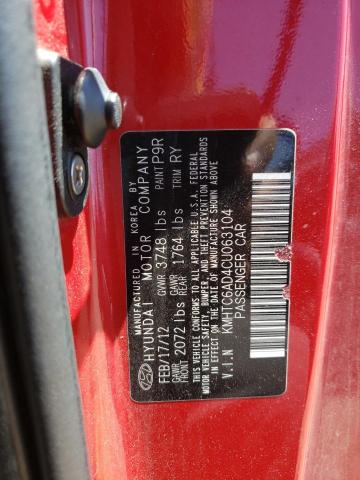 MFD. IN KOREA BY
HYUNDAI MOTOR COMPANY
FEB/17/12 GVWR 3748 lbs PAINT P9R
GAWR FRONT 2072 lbs GAWR REAR 1764 lbs TRIM RY
THIS VEHICLE CONFORMS TO ALL APPLICABLE U.S.A. FEDERAL
MOTOR VEHICLE SAFETY, BUMPER, AND THEFT PREVENTION
STANDARDS IN EFFECT ON THE DATE OF MANUFACTURE SHOWN ABOVE
V.I.N KMHTC6AD4CU063104
PASSENGER CAR